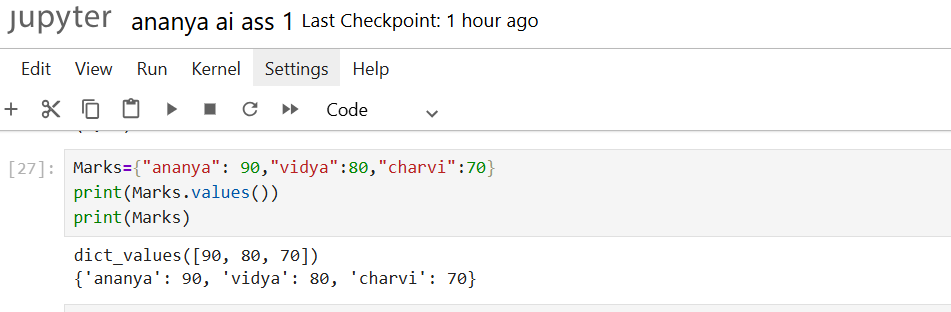 jupyter ananya ai ass 1 Last Checkpoint: 1 hour ago
Edit View Run Kernel Settings Help
Code
[27]: Marks={"ananya": 90,"vidya":80,"charvi":70}
print(Marks.values())
print(Marks)
dict_values([90, 80, 70])
{'ananya': 90, 'vidya': 80, 'charvi': 70}